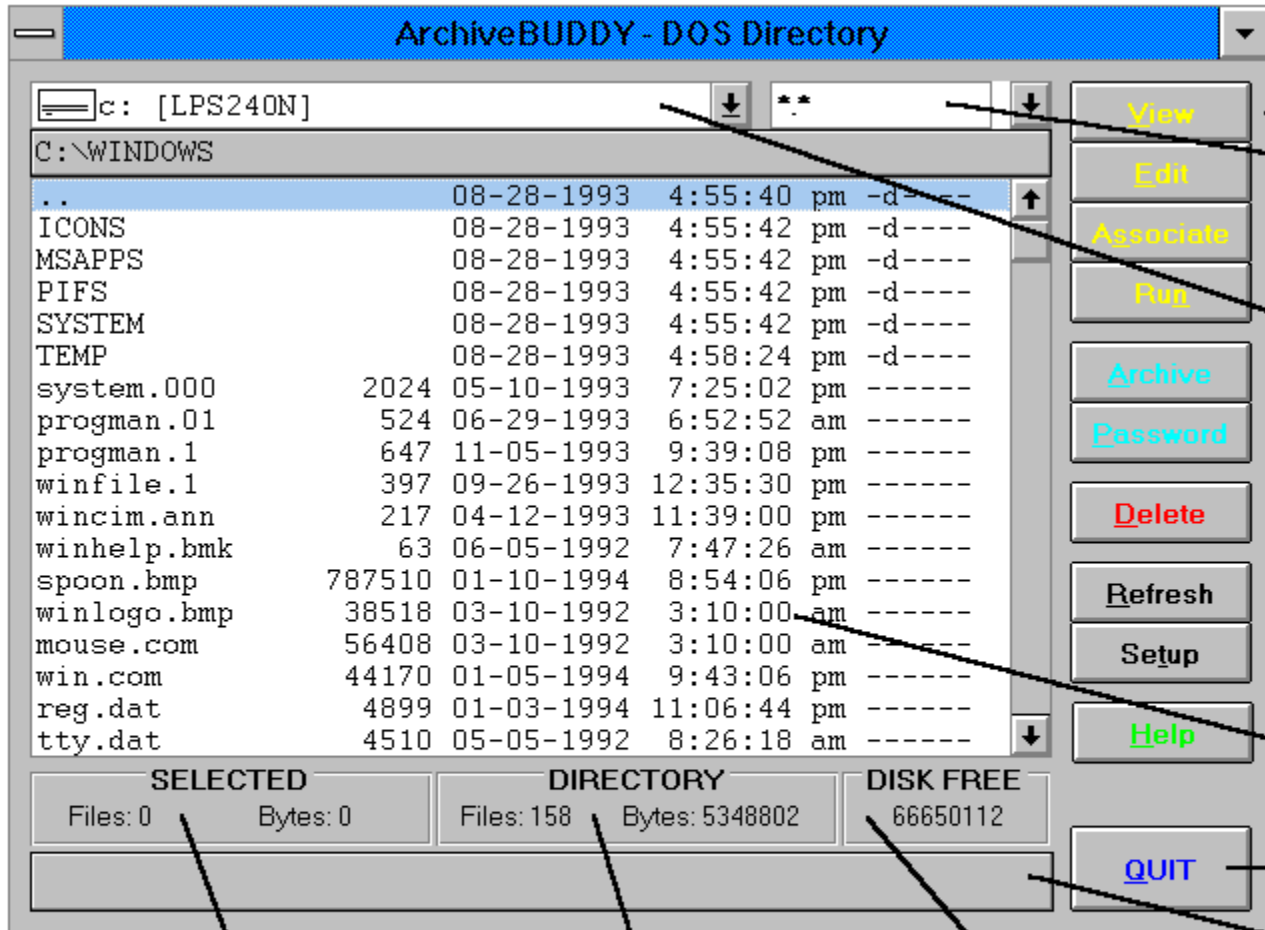 ArchiveBUDDY - DOS Directory
c: [LPS240N]
*.*
C:\WINDOWS
.. 08-28-1993 4:55:40 pm -d----
ICONS 08-28-1993 4:55:42 pm -d----
MSAPPS 08-28-1993 4:55:42 pm -d----
PIFS 08-28-1993 4:55:42 pm -d----
SYSTEM 08-28-1993 4:55:42 pm -d----
TEMP 08-28-1993 4:58:24 pm -d----
system.000 2024 05-10-1993 7:25:02 pm ------
progman.01 524 06-29-1993 6:52:52 am ------
progman.1 647 11-05-1993 9:39:08 pm ------
winfile.1 397 09-26-1993 12:35:30 pm ------
wincim.ann 217 04-12-1993 11:39:00 pm ------
winhelp.bmk 63 06-05-1992 7:47:26 am ------
spoon.bmp 787510 01-10-1994 8:54:06 pm ------
winlogo.bmp 38518 03-10-1992 3:10:00 am ------
mouse.com 56408 03-10-1992 3:10:00 am ------
win.com 44170 01-05-1994 9:43:06 pm ------
reg.dat 4899 01-03-1994 11:06:44 pm ------
tty.dat 4510 05-05-1992 8:26:18 am ------
View
Edit
Associate
Run
Archive
Password
Delete
Refresh
Setup
Help
SELECTED
Files: 0 Bytes: 0
DIRECTORY
Files: 158 Bytes: 5348802
DISK FREE
66650112
QUIT